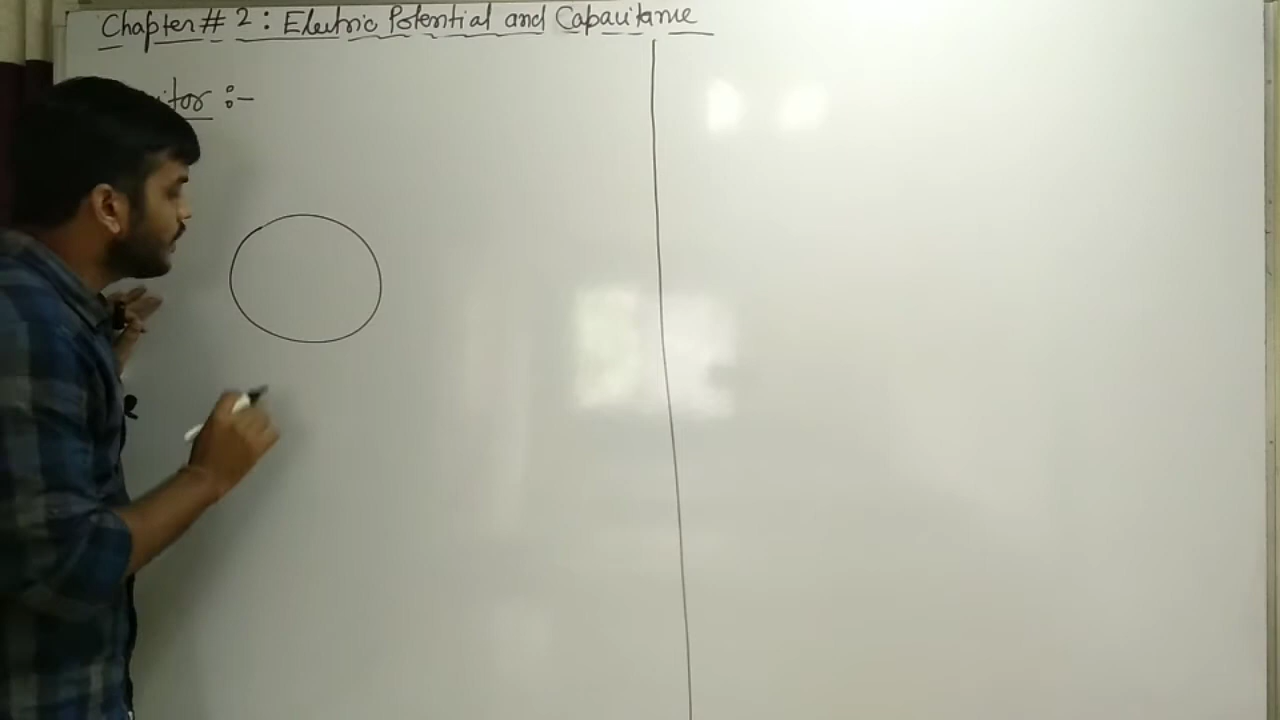 Chapter # 2 : Electric Potential and Capacitance
itor :-